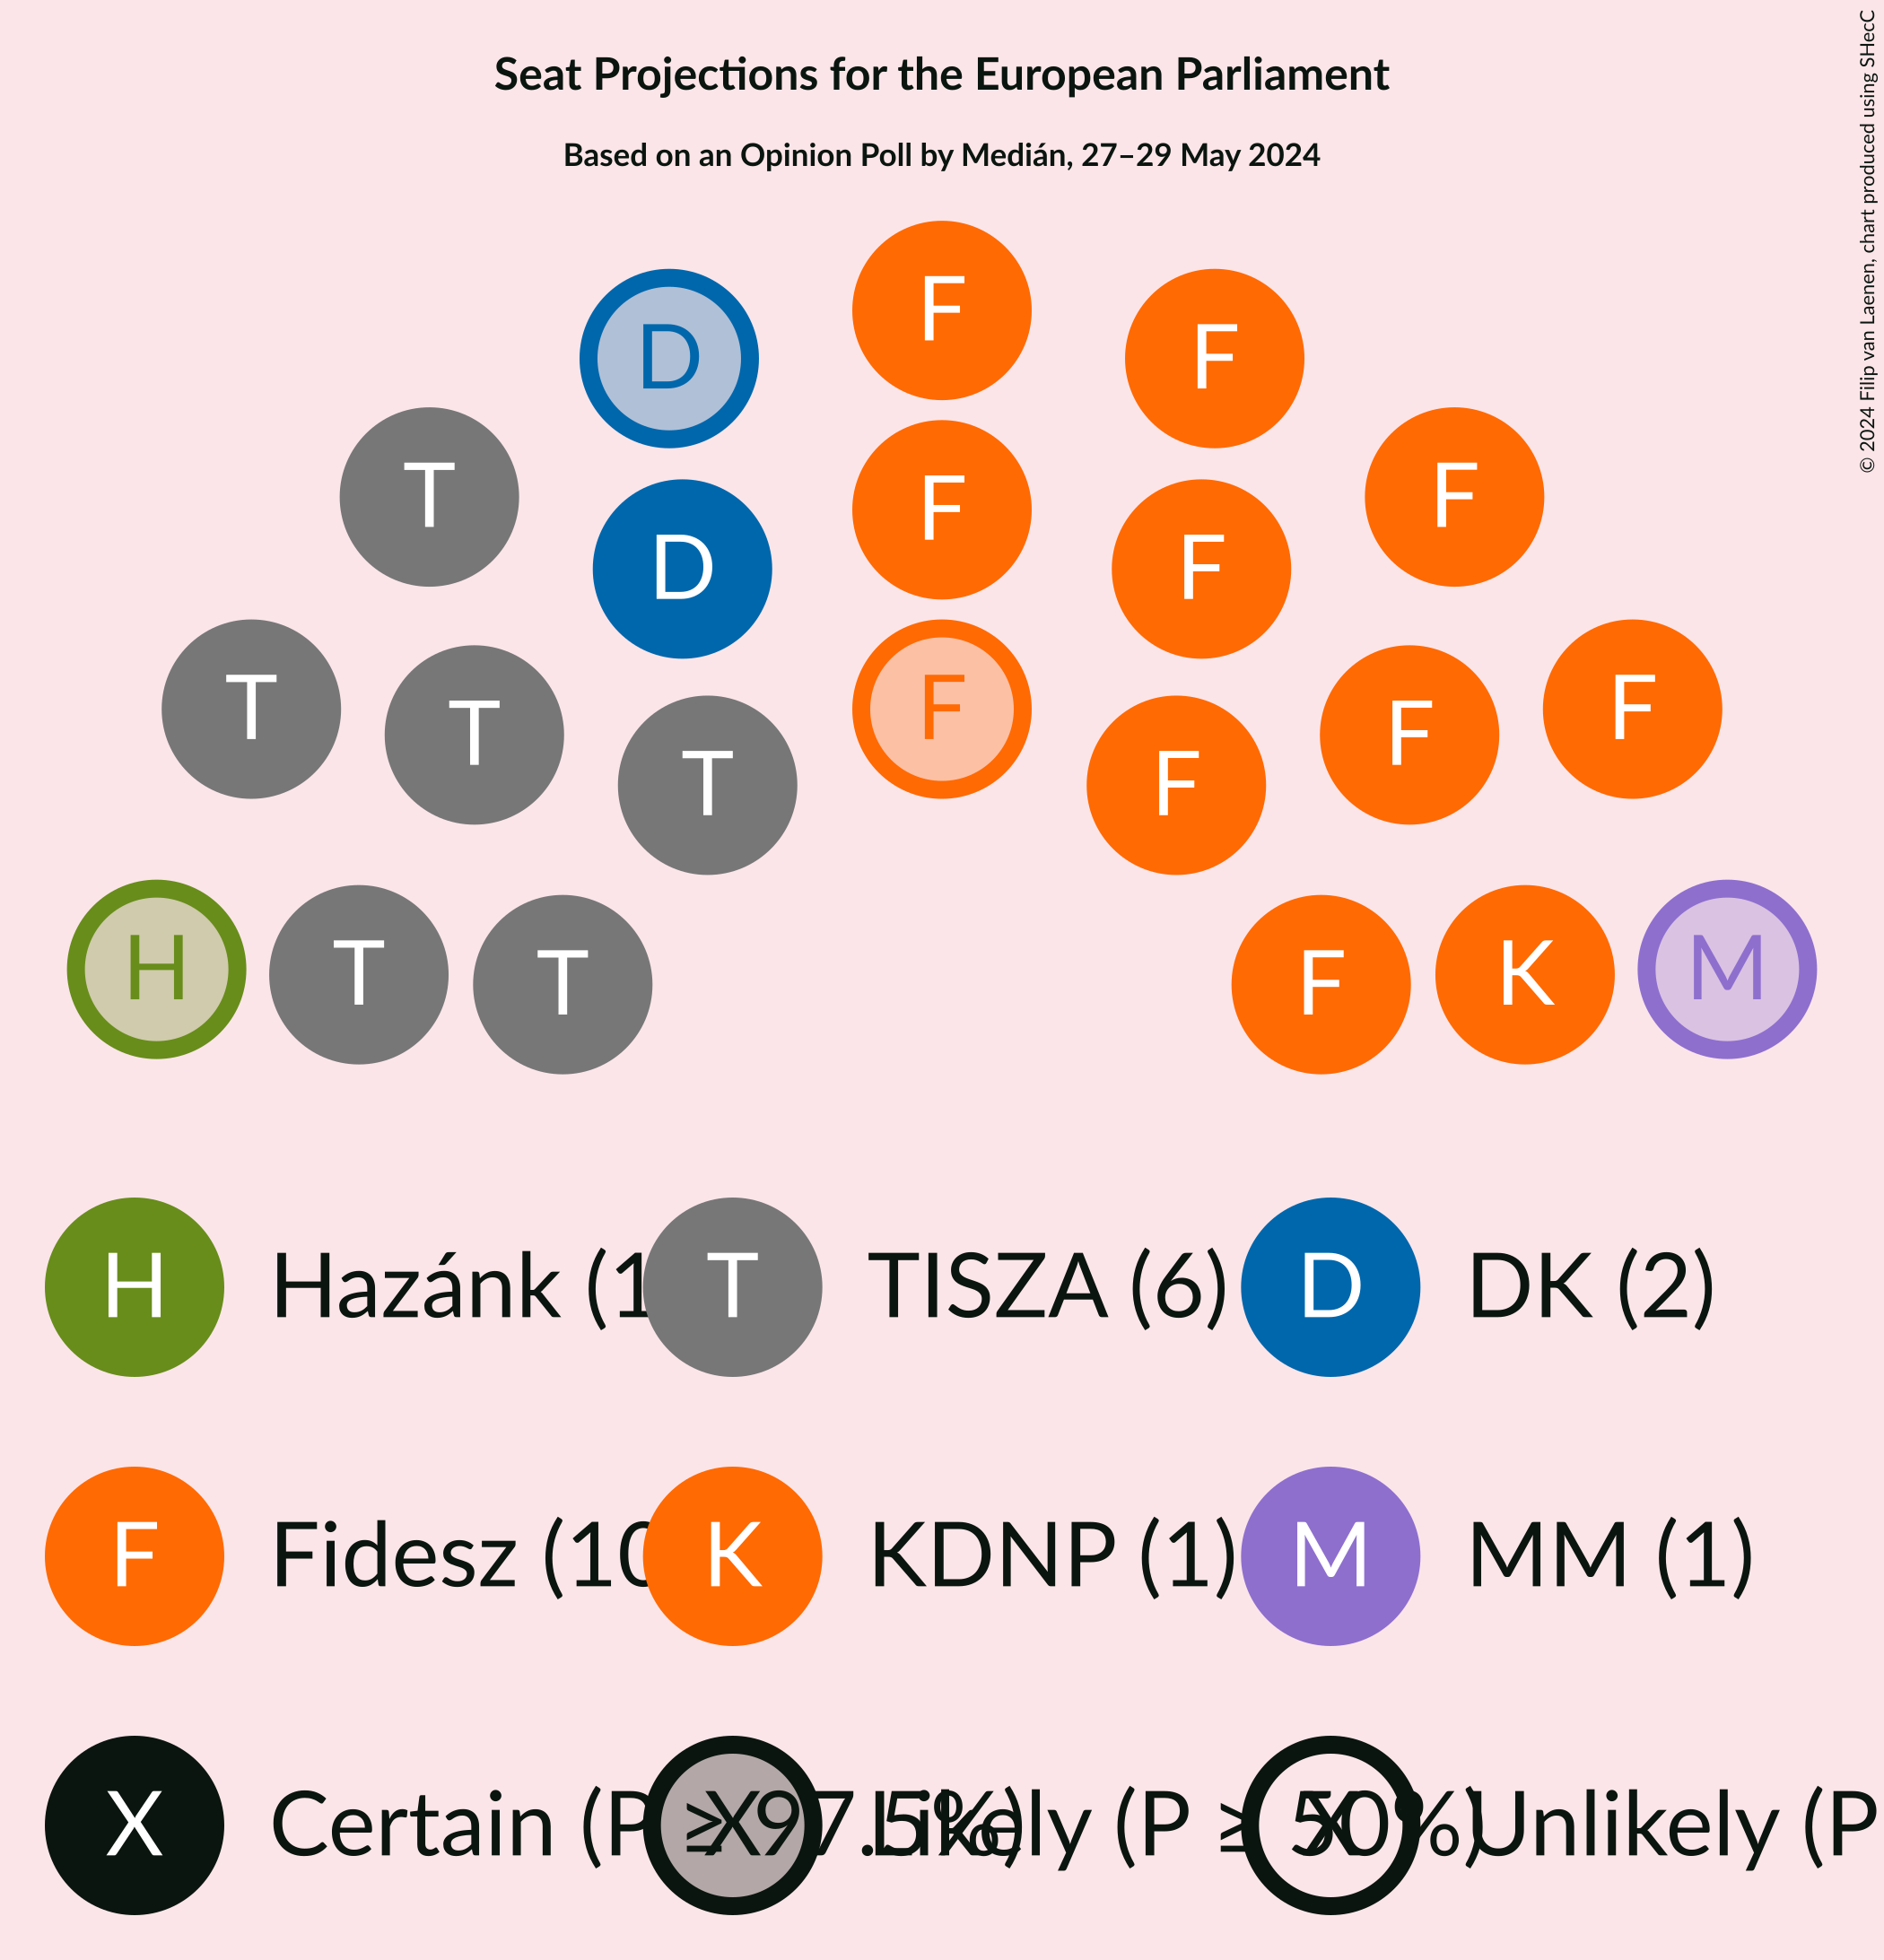 Seat Projections for the European Parliament
Based on an Opinion Poll by Medián, 27–29 May 2024
© 2024 Filip van Laenen, chart produced using SHecC
F
D F
T F
F
D F
T F
F
T F
T F
H M
T K
T F
H Hazánk (1 T TISZA (6) D DK (2)
F Fidesz (10 K KDNP (1) M MM (1)
X Certain (P ≥ 97.5%) X Likely (P ≥ 50%) X Unlikely (P